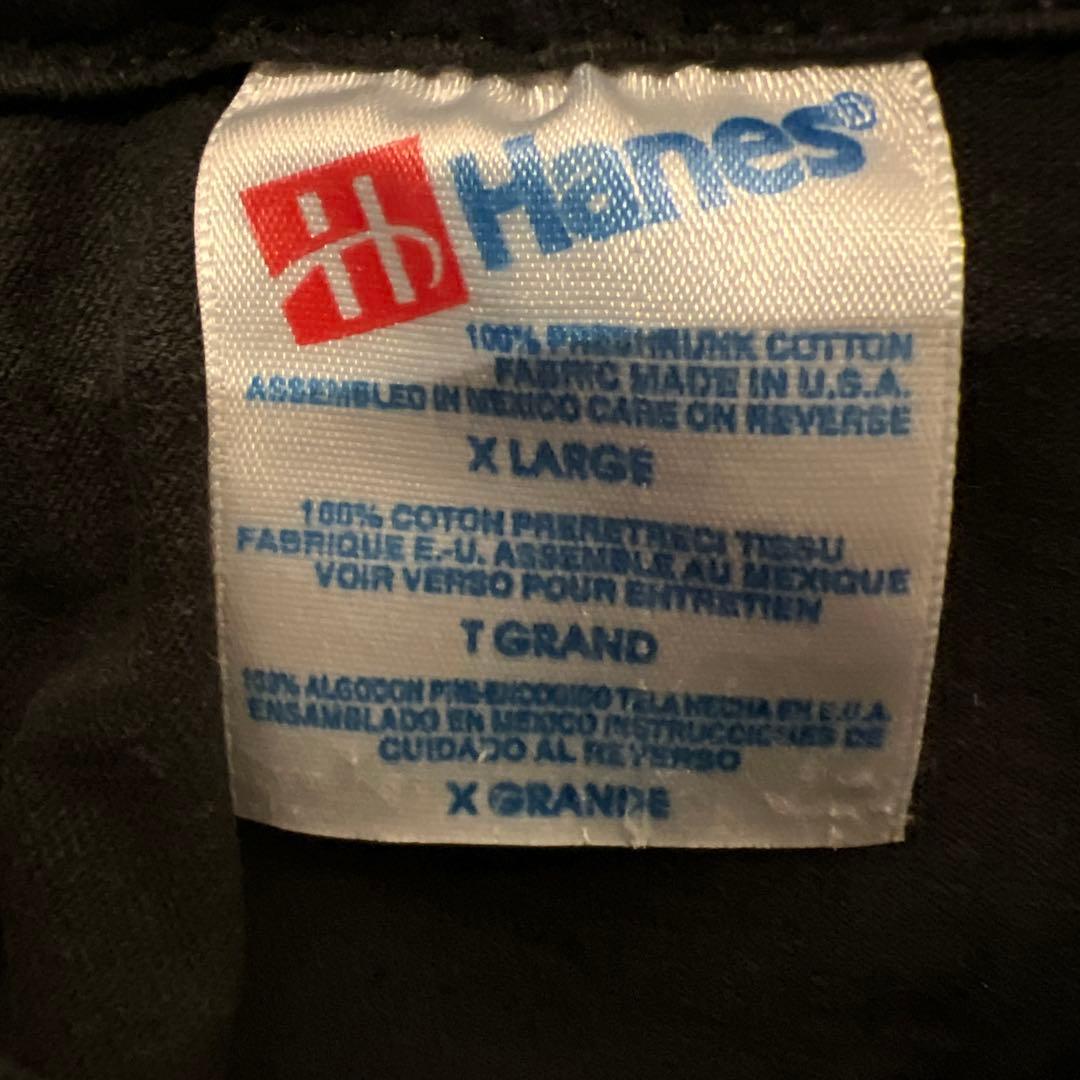 Hanes®
100% PRESHRUNK COTTON
FABRIC MADE IN U.S.A.
ASSEMBLED IN MEXICO CARE ON REVERSE
X LARGE
100% COTON PRERETRECI TISSU
FABRIQUE E.-U. ASSEMBLE AU MEXIQUE
VOIR VERSO POUR ENTRETIEN
T GRAND
100% ALGODON PRE-ENCOGIDO TELA HECHA EN E.U.A.
ENSAMBLADO EN MEXICO INSTRUCCIONES DE
CUIDADO AL REVERSO
X GRANDE